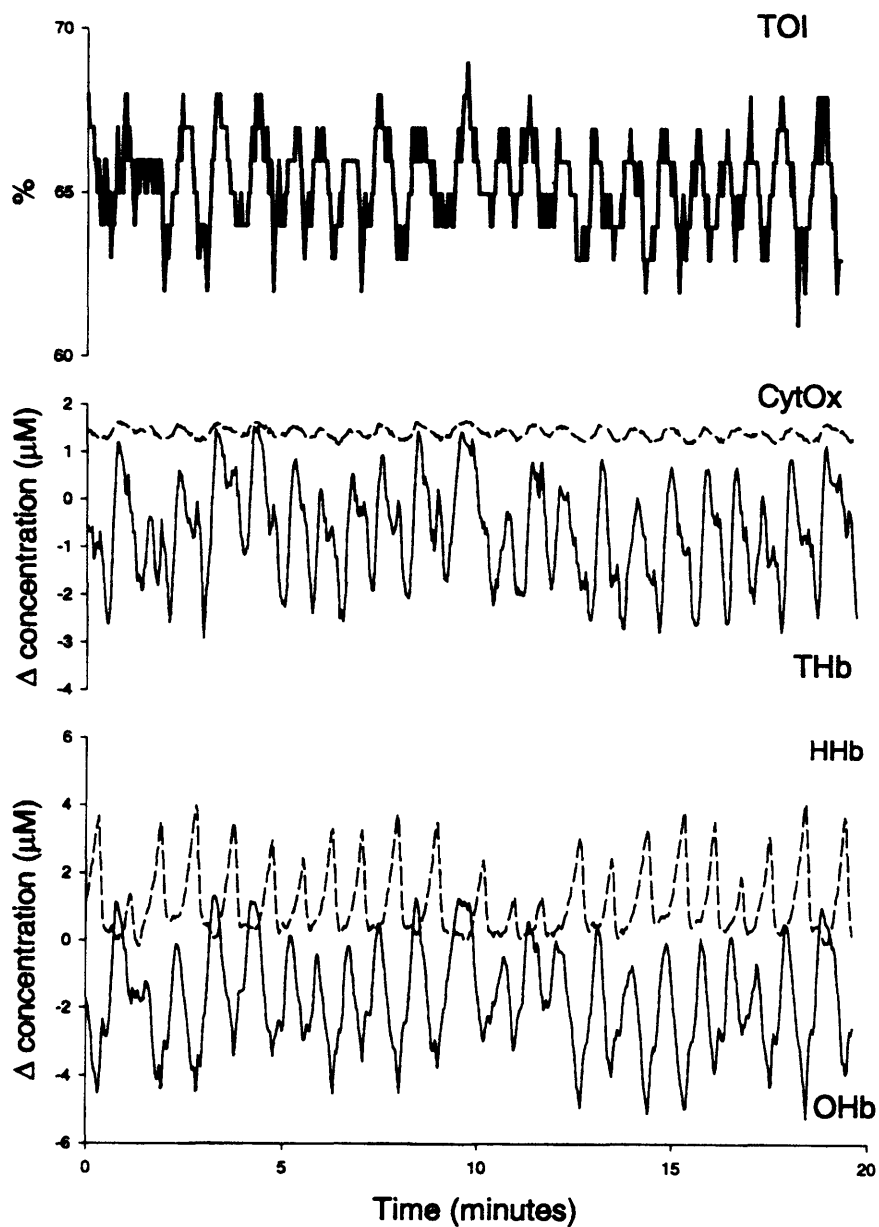 TOI
70
65
60
%
CytOx
2
1
0
-1
-2
-3
-4
Δ concentration (μM)
THb
HHb
6
4
2
0
-2
-4
-6
Δ concentration (μM)
OHb
0
5
10
15
20
Time (minutes)